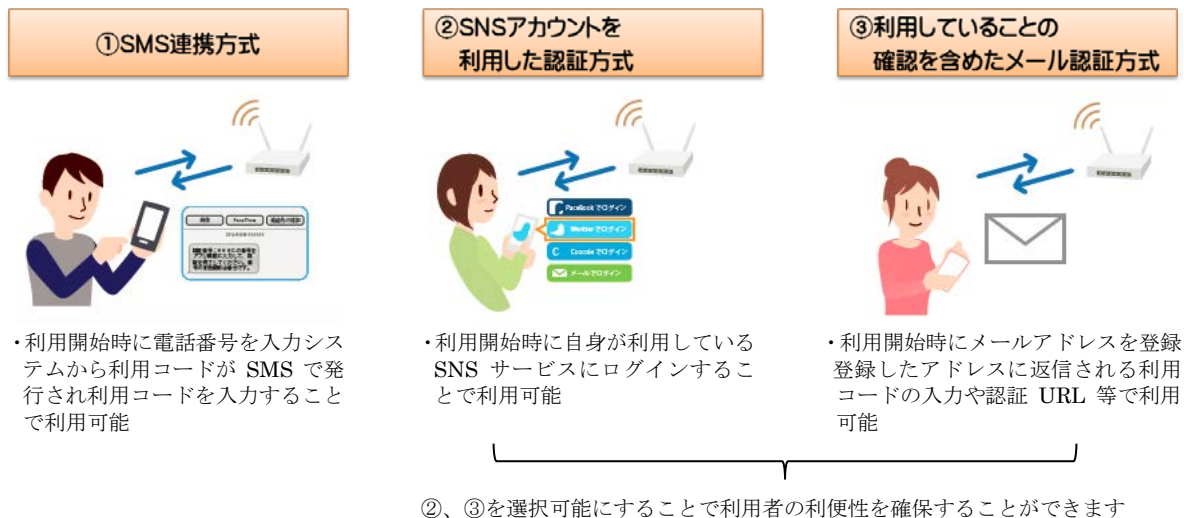 ①SMS連携方式
②SNSアカウントを
利用した認証方式
③利用していることの
確認を含めたメール認証方式
FaceTime
Facebookでログイン
でログイン
でログイン
メールでログイン
・利用開始時に電話番号を入力シス
テムから利用コードが SMS で発
行され利用コードを入力すること
で利用可能
・利用開始時に自身が利用している
SNS サービスにログインするこ
とで利用可能
・利用開始時にメールアドレスを登録
登録したアドレスに返信される利用
コードの入力や認証 URL 等で利用
可能
②、③を選択可能にすることで利用者の利便性を確保することができます